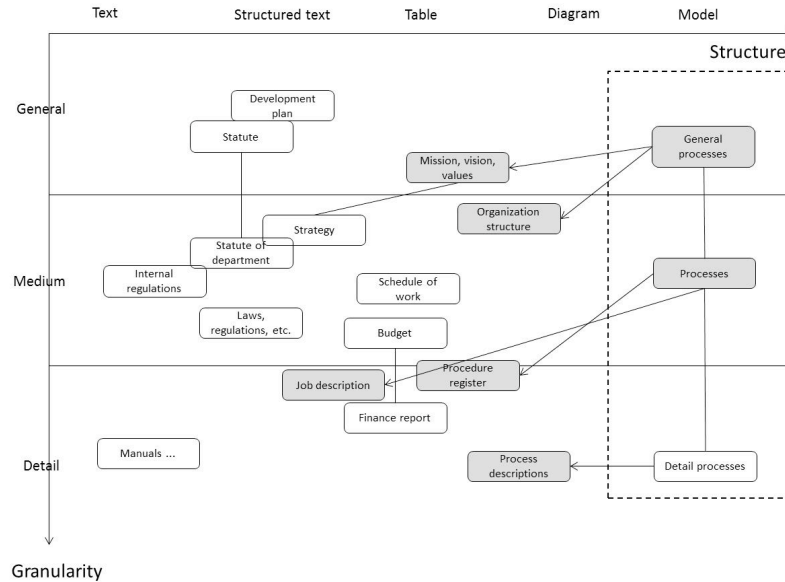 Text
Structured text
Table
Diagram
Model
Structure
General
Development
plan
Statute
Mission, vision,
values
General
processes
Strategy
Organization
structure
Medium
Statute of
department
Internal
regulations
Schedule of
work
Processes
Laws,
regulations, etc.
Budget
Job description
Procedure
register
Finance report
Detail
Manuals ...
Process
descriptions
Detail processes
Granularity